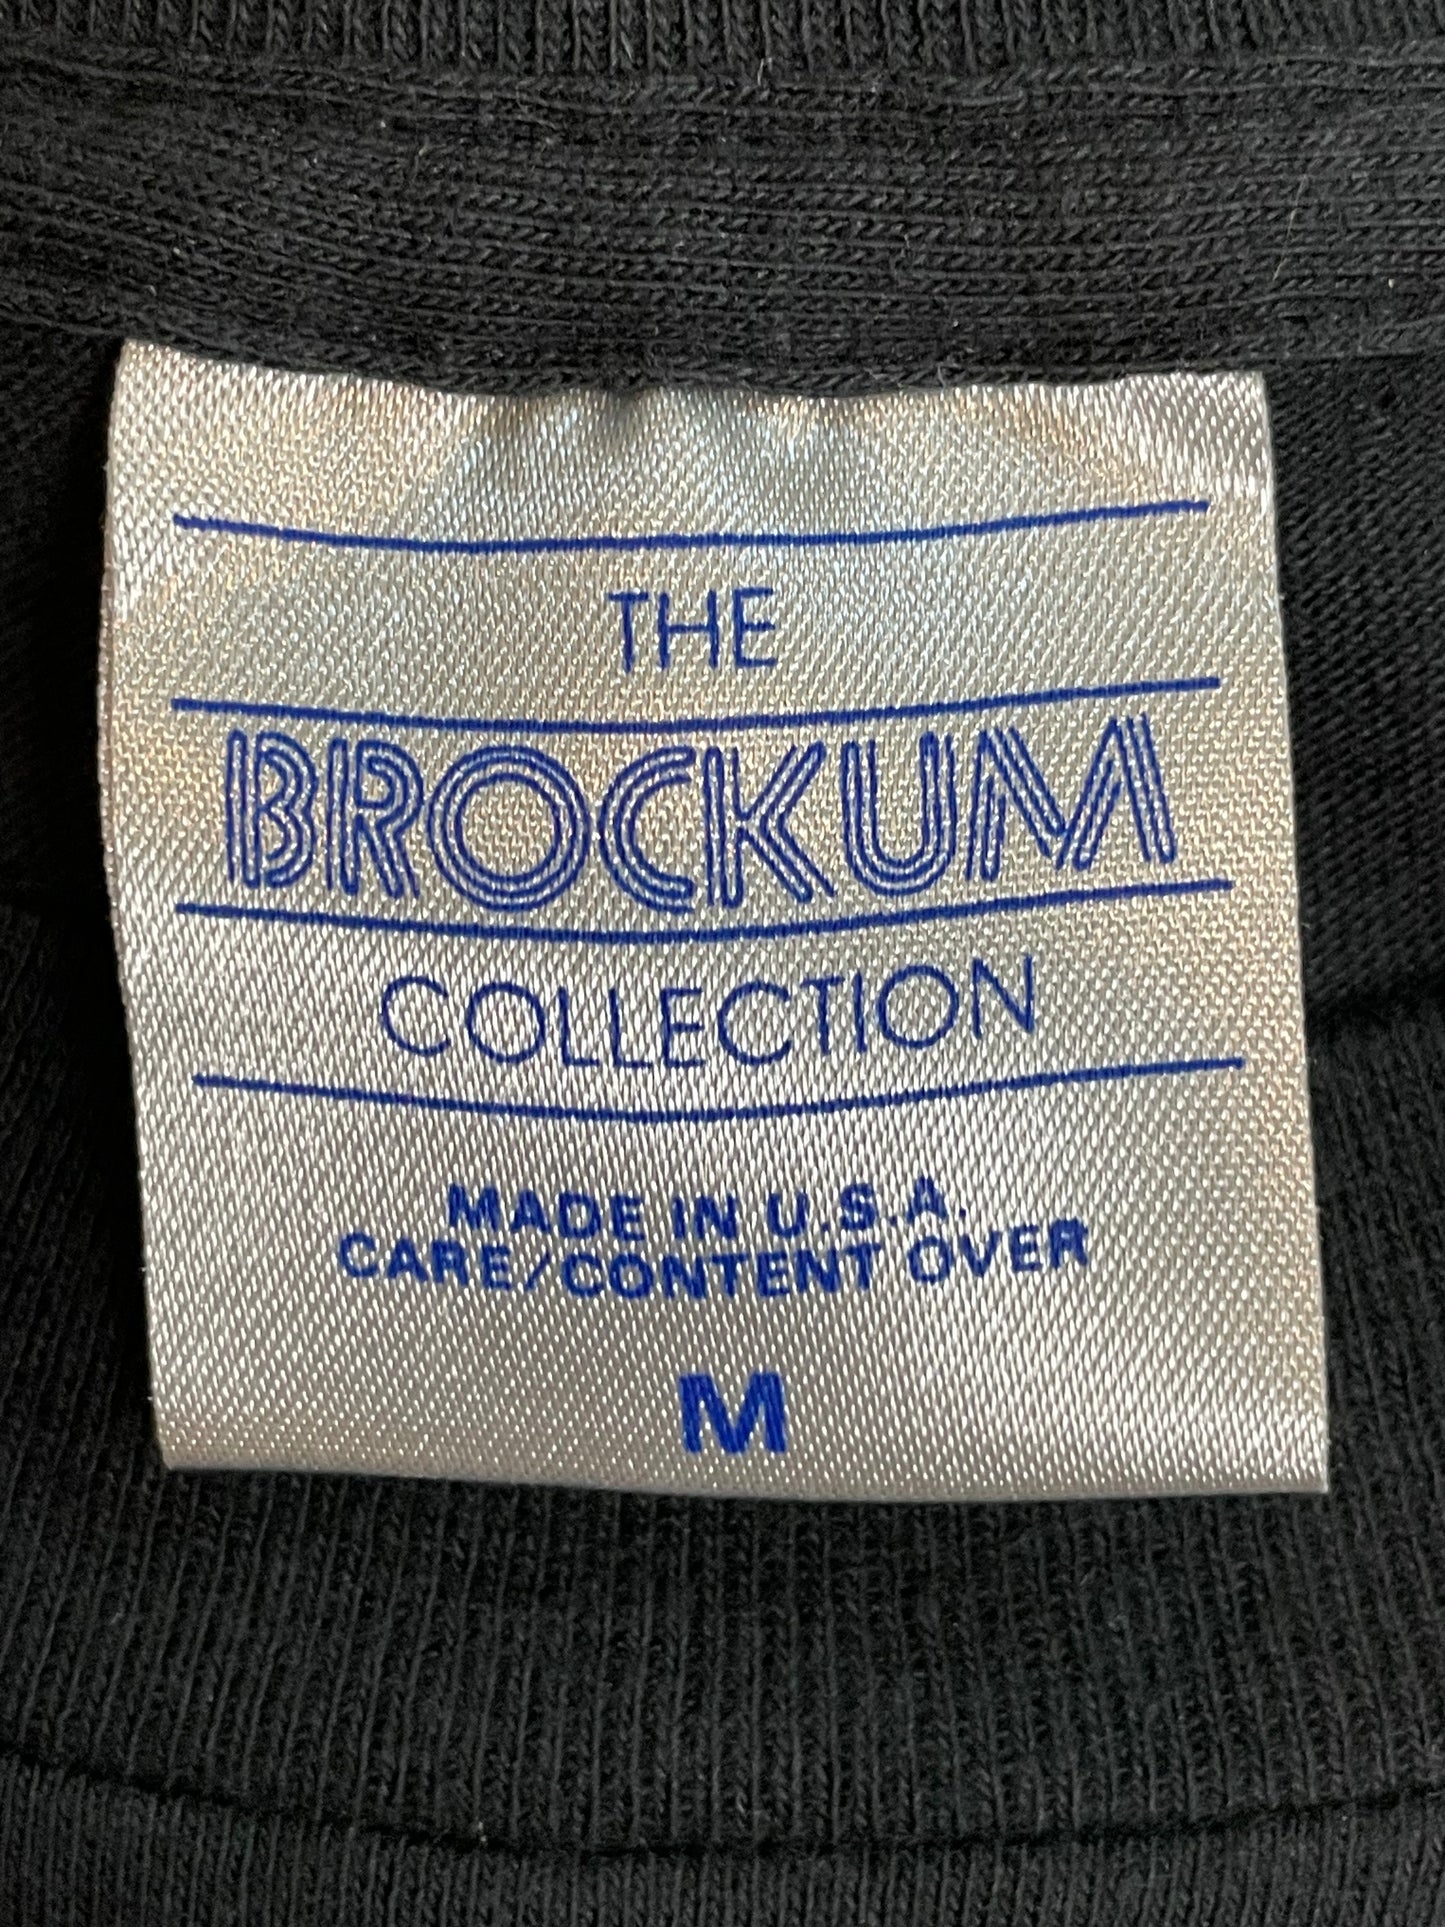 THE
BROCKUM
COLLECTION
MADE IN U.S.A.
CARE/CONTENT OVER
M